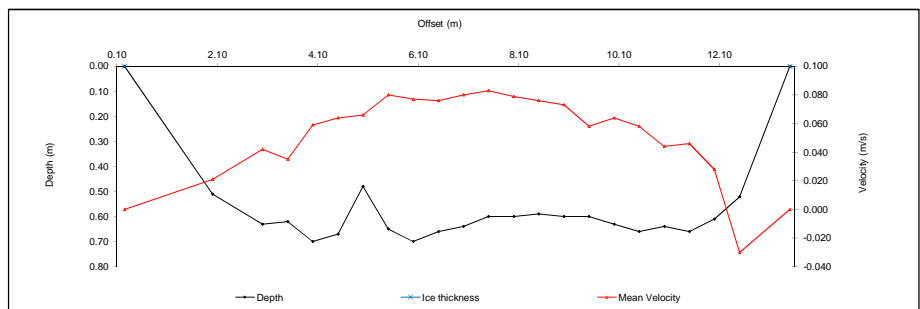 Offset (m)
0.10 2.10 4.10 6.10 8.10 10.10 12.10
0.00 0.100
0.10 0.080
0.20 0.060
0.30 0.040
0.40 0.020
0.50 0.000
0.60 -0.020
0.70 -0.040
0.80
Depth (m)
Velocity (m/s)
Depth Ice thickness Mean Velocity